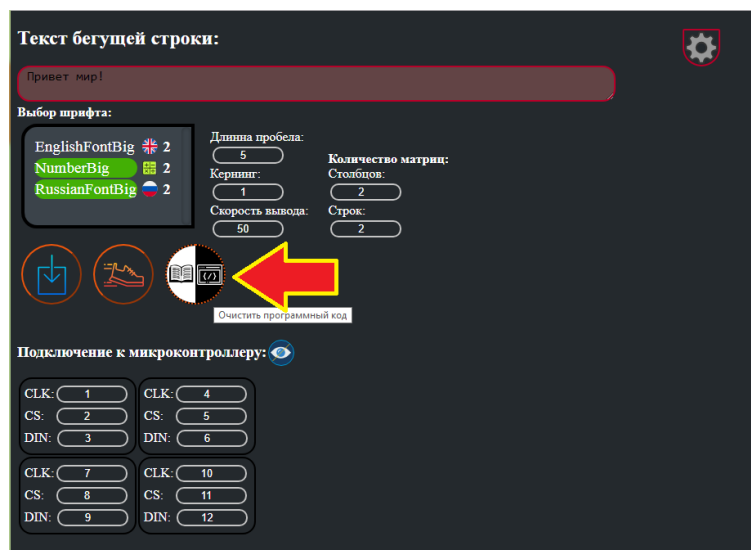 Текст бегущей строки:
Привет мир!
Выбор шрифта:
EnglishFontBig 2
NumberBig 2
RussianFontBig 2
Длинна пробела:
5
Кернинг:
1
Скорость вывода:
50
Количество матриц:
Столбцов:
2
Строк:
2
</>
Очистить программный код
Подключение к микроконтроллеру:
CLK: 1
CS: 2
DIN: 3
CLK: 4
CS: 5
DIN: 6
CLK: 7
CS: 8
DIN: 9
CLK: 10
CS: 11
DIN: 12